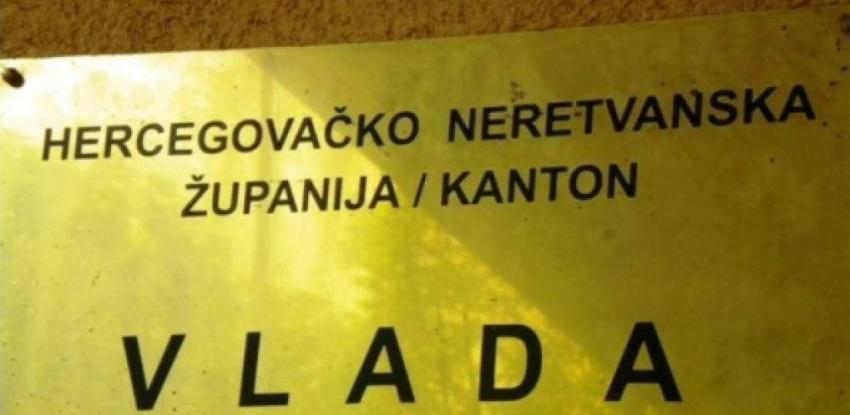 HERCEGOVAČKO NERETVANSKA
ŽUPANIJA / KANTON
VLADA